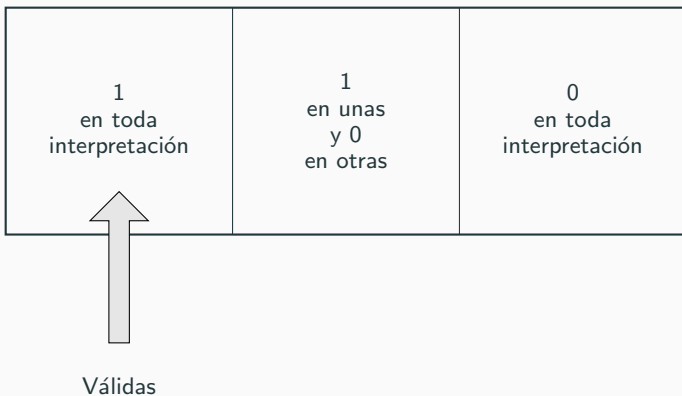 1
en toda
interpretación
1
en unas
y 0
en otras
0
en toda
interpretación
Válidas